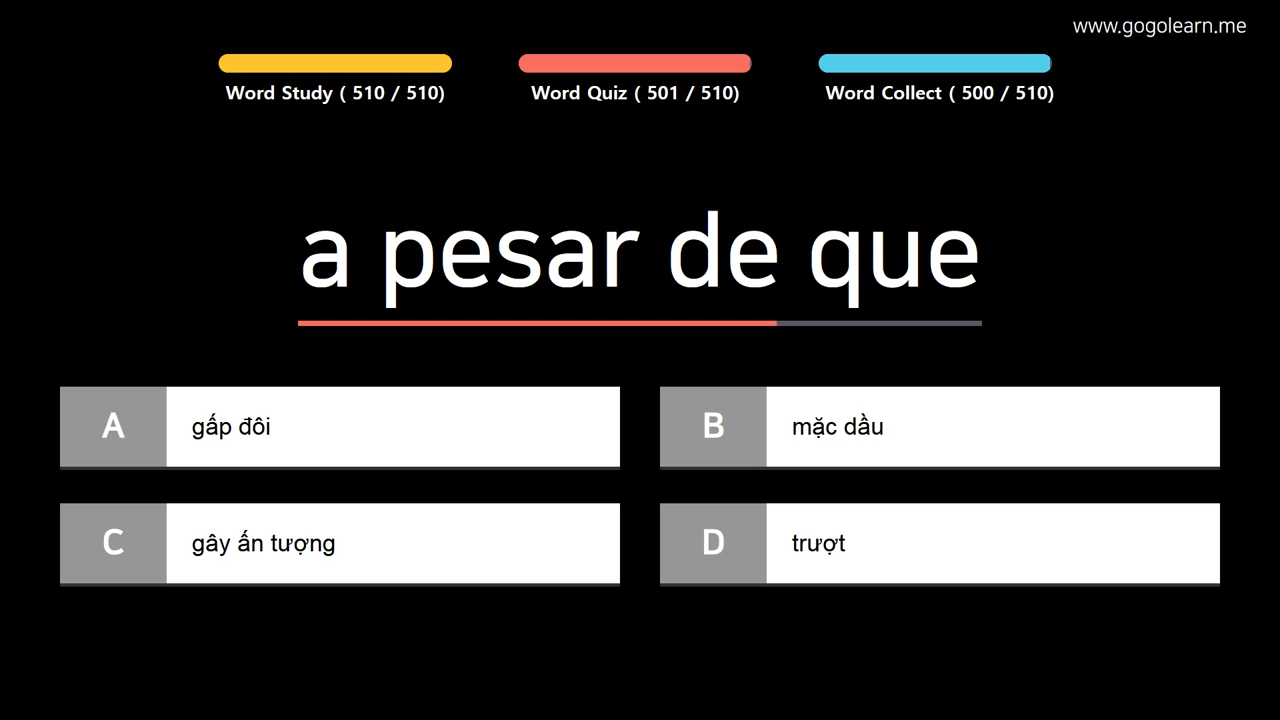 www.gogolearn.me
Word Study ( 510 / 510)
Word Quiz ( 501 / 510)
Word Collect ( 500 / 510)
a pesar de que
A
gấp đôi
B
mặc dầu
C
gây ấn tượng
D
trượt